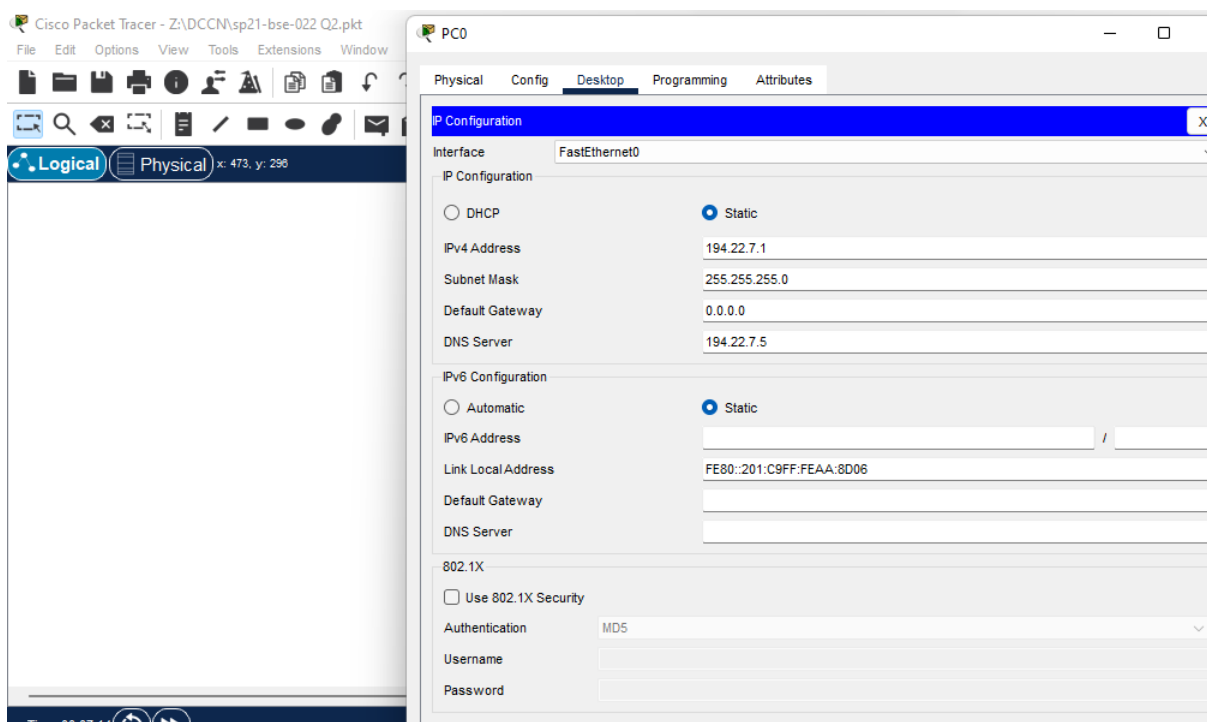 Cisco Packet Tracer - Z:\DCCN\sp21-bse-022 Q2.pkt
File Edit Options View Tools Extensions Window
Logical Physical x: 473, y: 296
PC0
Physical Config Desktop Programming Attributes
IP Configuration X
Interface FastEthernet0
IP Configuration
DHCP Static
IPv4 Address 194.22.7.1
Subnet Mask 255.255.255.0
Default Gateway 0.0.0.0
DNS Server 194.22.7.5
IPv6 Configuration
Automatic Static
IPv6 Address /
Link Local Address FE80::201:C9FF:FEAA:8D06
Default Gateway
DNS Server
802.1X
Use 802.1X Security
Authentication MD5
Username
Password